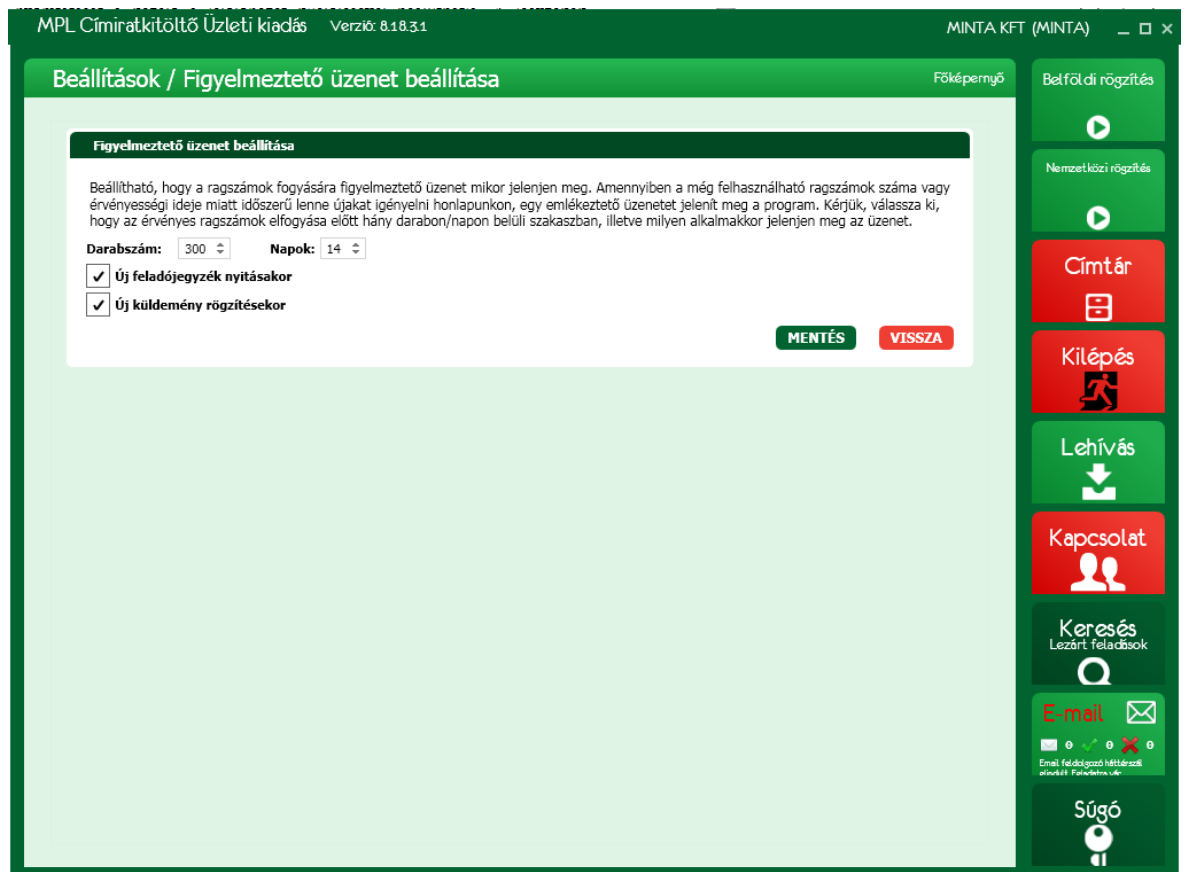 MPL Címiratkitöltő Üzleti kiadás Verzió: 8.18.3.1 MINTA KFT (MINTA)
Beállítások / Figyelmeztető üzenet beállítása Főképernyő
Figyelmeztető üzenet beállítása
Beállítható, hogy a ragszámok fogyására figyelmeztető üzenet mikor jelenjen meg. Amennyiben a még felhasználható ragszámok száma vagy
érvényességi ideje miatt időszerű lenne újakat igényelni honlapunkon, egy emlékeztető üzenetet jelenít meg a program. Kérjük, válassza ki,
hogy az érvényes ragszámok elfogyása előtt hány darabon/napon belüli szakaszban, illetve milyen alkalmakkor jelenjen meg az üzenet.
Darabszám: 300 Napok: 14
Új feladójegyzék nyitásakor
Új küldemény rögzítésekor
MENTÉS VISSZA
Belföldi rögzítés
Nemzetközi rögzítés
Címtár
Kilépés
Lehívás
Kapcsolat
Keresés
Lezárt feladások
E-mail
0 0 0
Email feldolgozó háttérszál
elindult. Feladatra vár.
Súgó